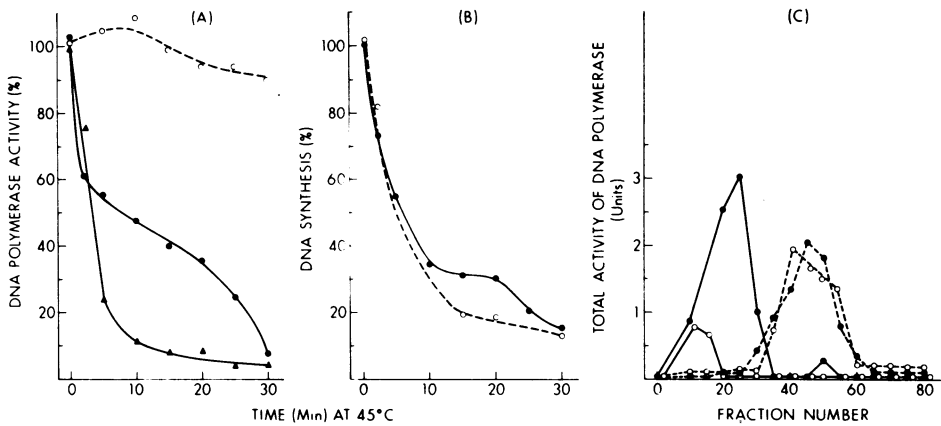 (A)
(B)
(C)
DNA POLYMERASE ACTIVITY (%)
100
80
60
40
20
0
10
20
30
DNA SYNTHESIS (%)
100
80
60
40
20
0
10
20
30
TIME (Min) AT 45°C
TOTAL ACTIVITY OF DNA POLYMERASE
(Units)
3
2
1
0
20
40
60
80
FRACTION NUMBER